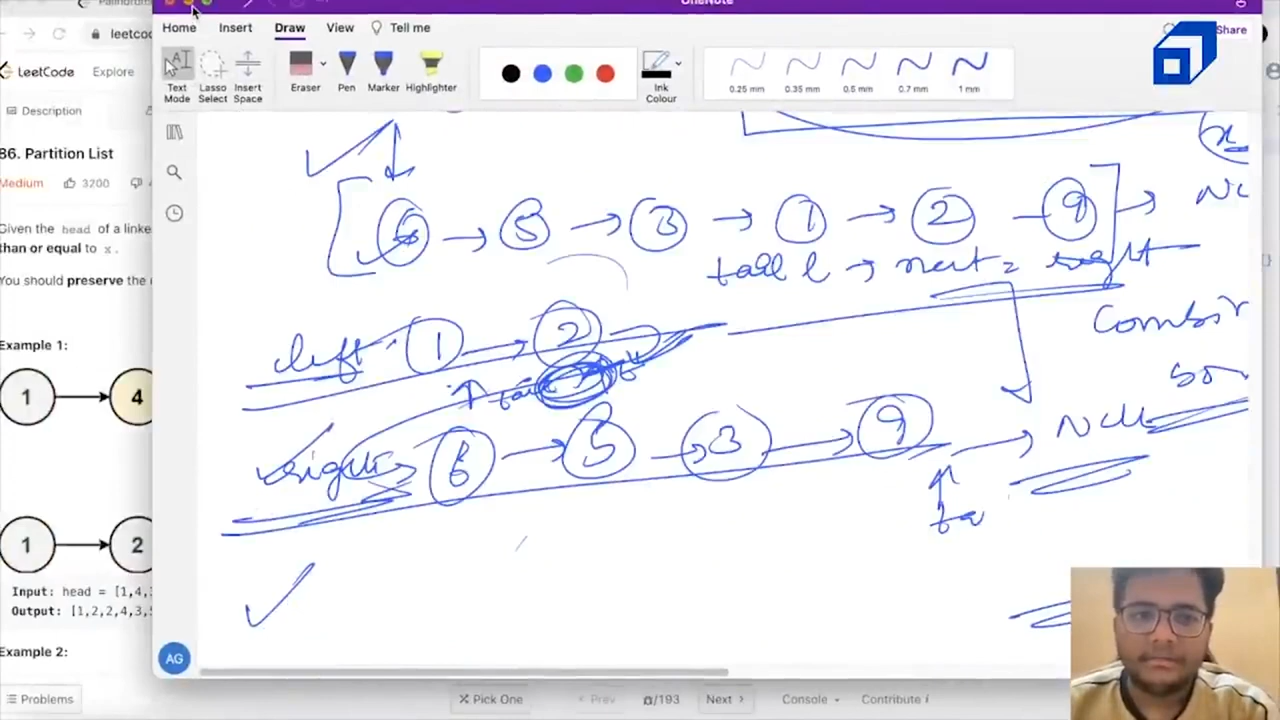 OneNote
leetcod
Home Insert Draw View Tell me
Share
LeetCode Explore
Text Mode
Lasso Select
Insert Space
Eraser
Pen
Marker
Highlighter
Ink Colour
0.25 mm 0.35 mm 0.5 mm 0.7 mm 1 mm
Description
86. Partition List
Medium 3200
Given the head of a linke
than or equal to x.
You should preserve the
Example 1:
1 4
1 2
Input: head = [1,4,3
Output: [1,2,2,4,3,5
Example 2:
Problems
Pick One
Prev
/193
Next
Console
Contribute i
AG
x
6 → 5 → 3 → 1 → 2 → 9 →
tail l → next = right
left 1 → 2
right → 6 → 5 → 3 → 9 → NULL